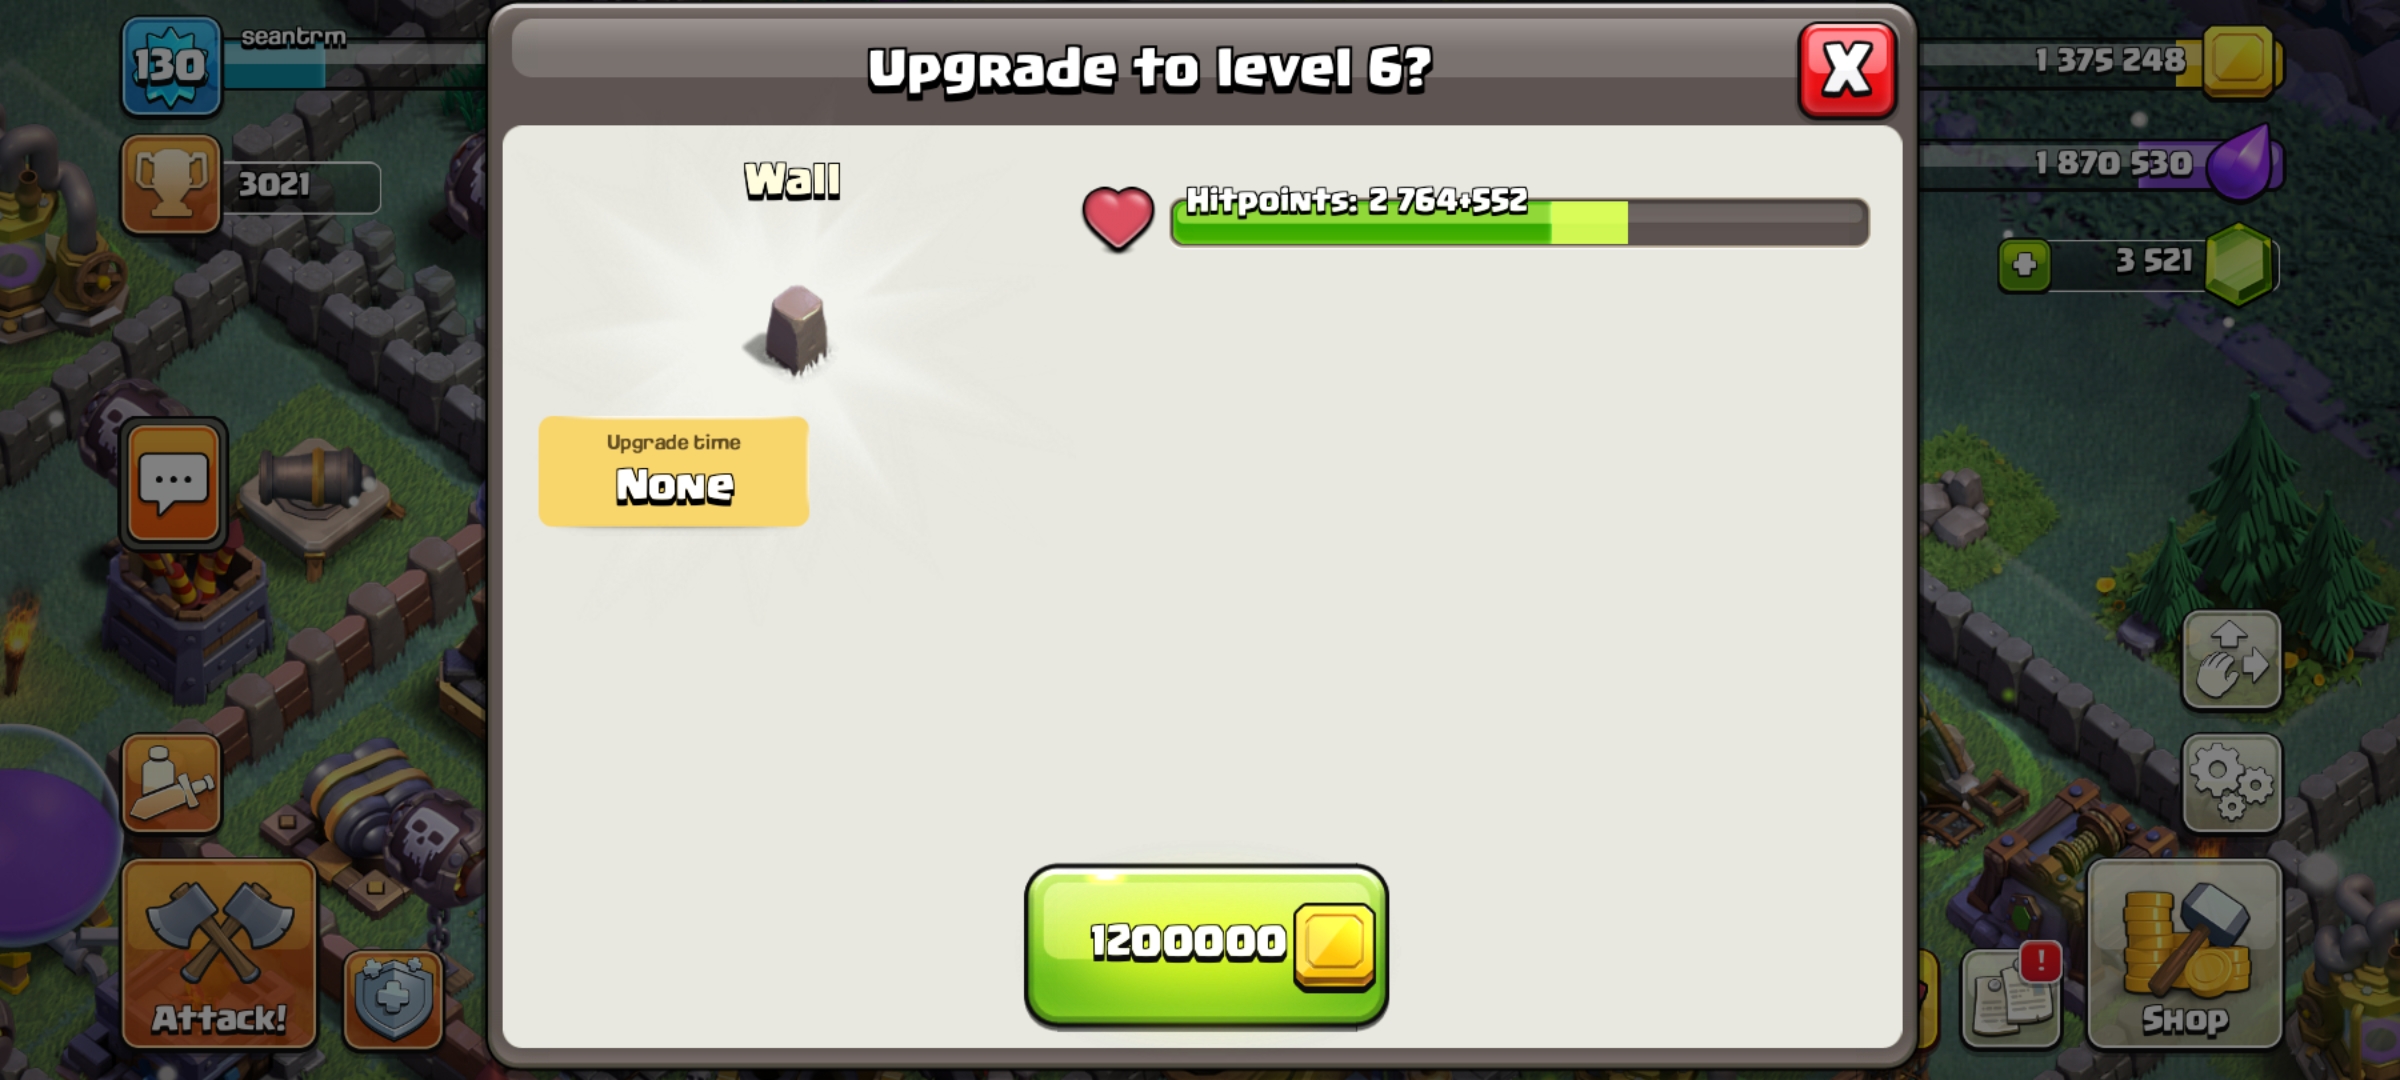 130
seantrm
3021
Attack!
Upgrade to level 6?
X
Wall
Hitpoints: 2 764+552
Upgrade time
None
1200000
1 375 248
1 870 530
3 521
!
Shop